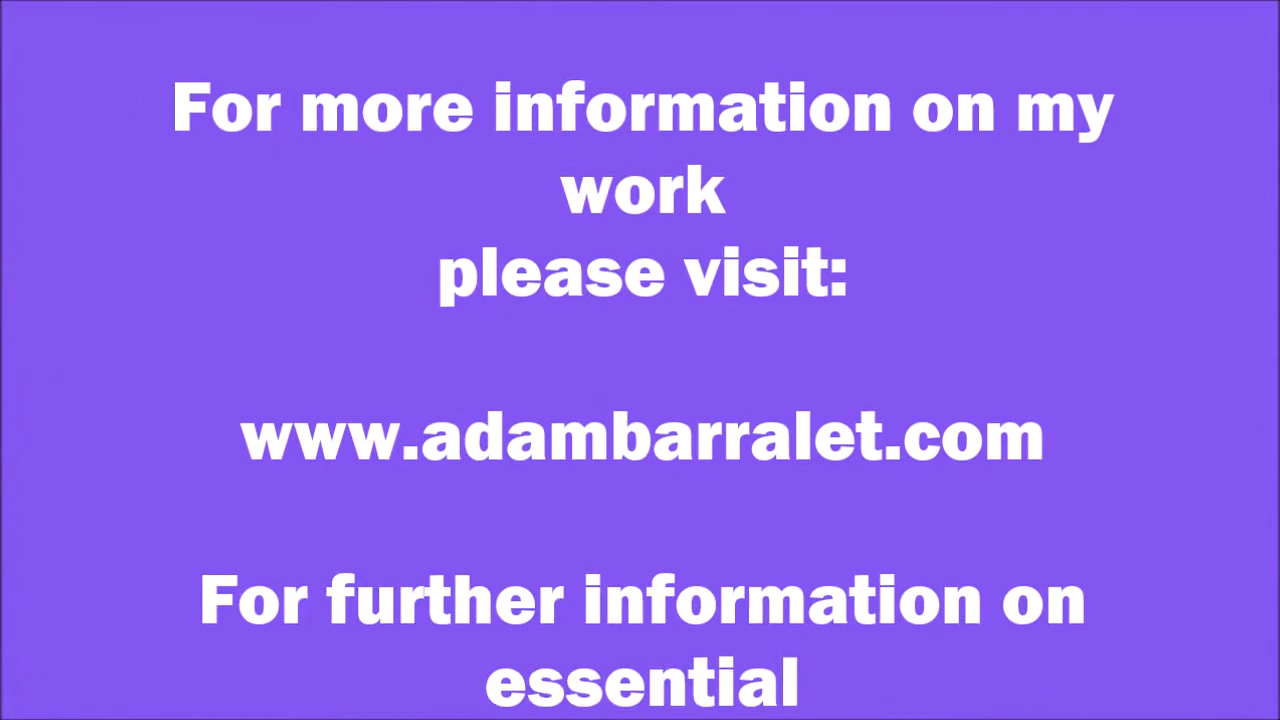 For more information on my
work
please visit:
www.adambarralet.com
For further information on
essential